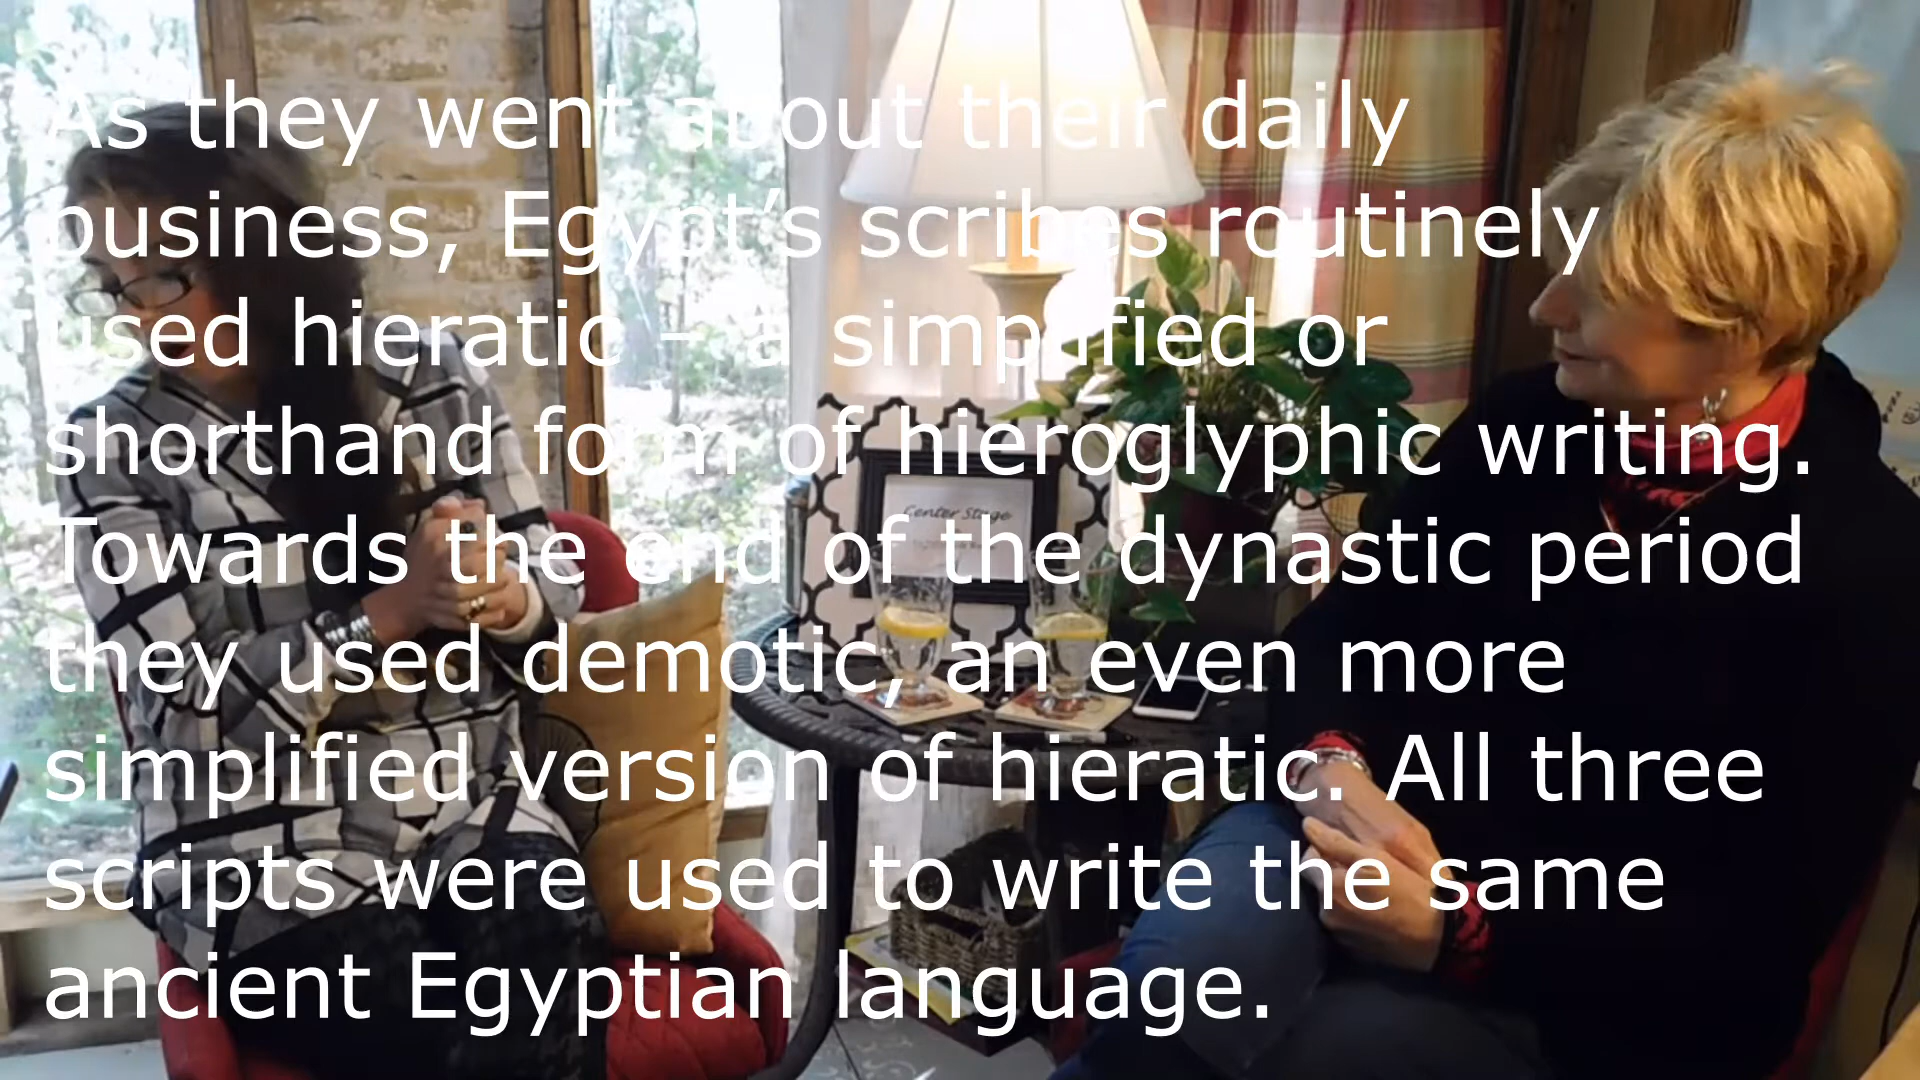 As they went about their daily
business, Egypt’s scribes routinely
used hieratic – a simplified or
shorthand form of hieroglyphic writing.
Towards the end of the dynastic period
they used demotic, an even more
simplified version of hieratic. All three
scripts were used to write the same
ancient Egyptian language.
Center Stage